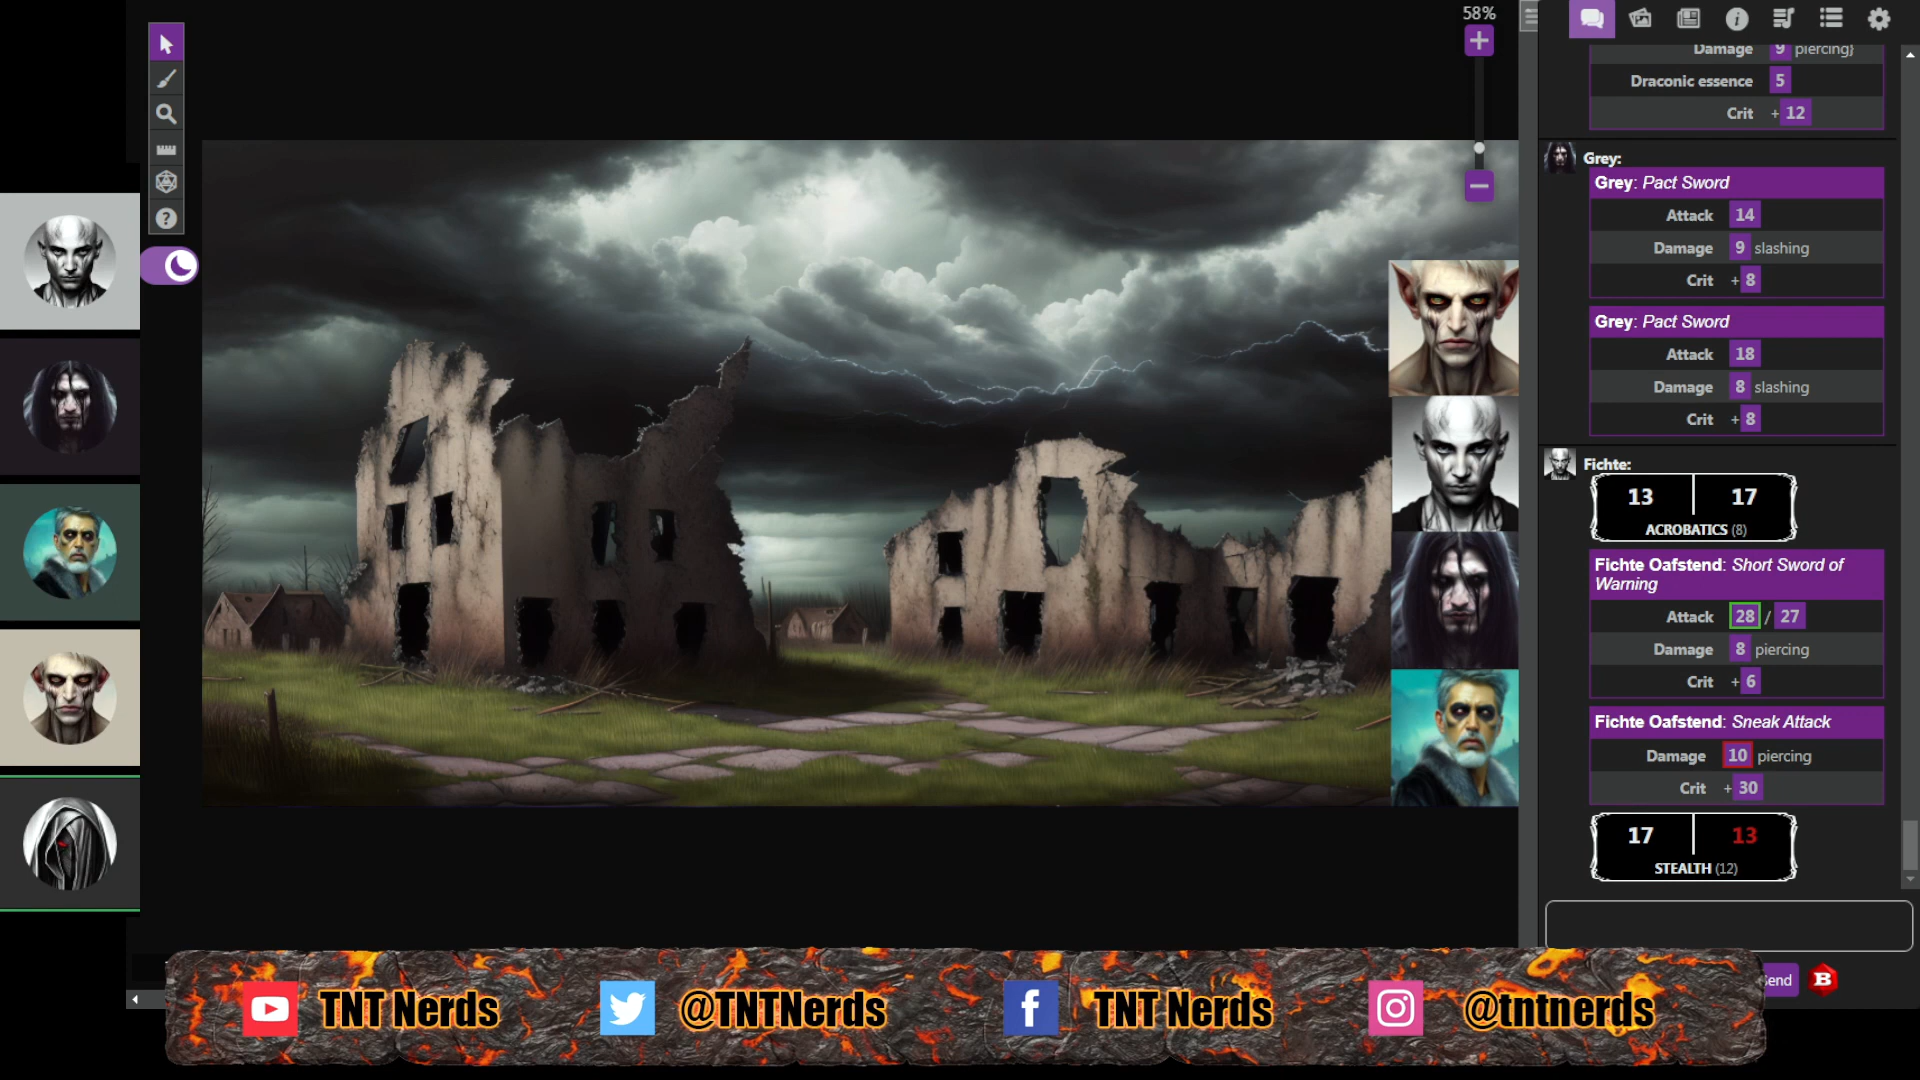 58%
Damage 9 piercing}
Draconic essence 5
Crit +12
Grey:
Grey: Pact Sword
Attack 14
Damage 9 slashing
Crit +8
Grey: Pact Sword
Attack 18
Damage 8 slashing
Crit +8
Fichte:
13 17
ACROBATICS (8)
Fichte Oafstend: Short Sword of
Warning
Attack 28 / 27
Damage 8 piercing
Crit +6
Fichte Oafstend: Sneak Attack
Damage 10 piercing
Crit +30
17 13
STEALTH (12)
end
B
TNT Nerds
@TNTNerds
f
TNT Nerds
@tntnerds